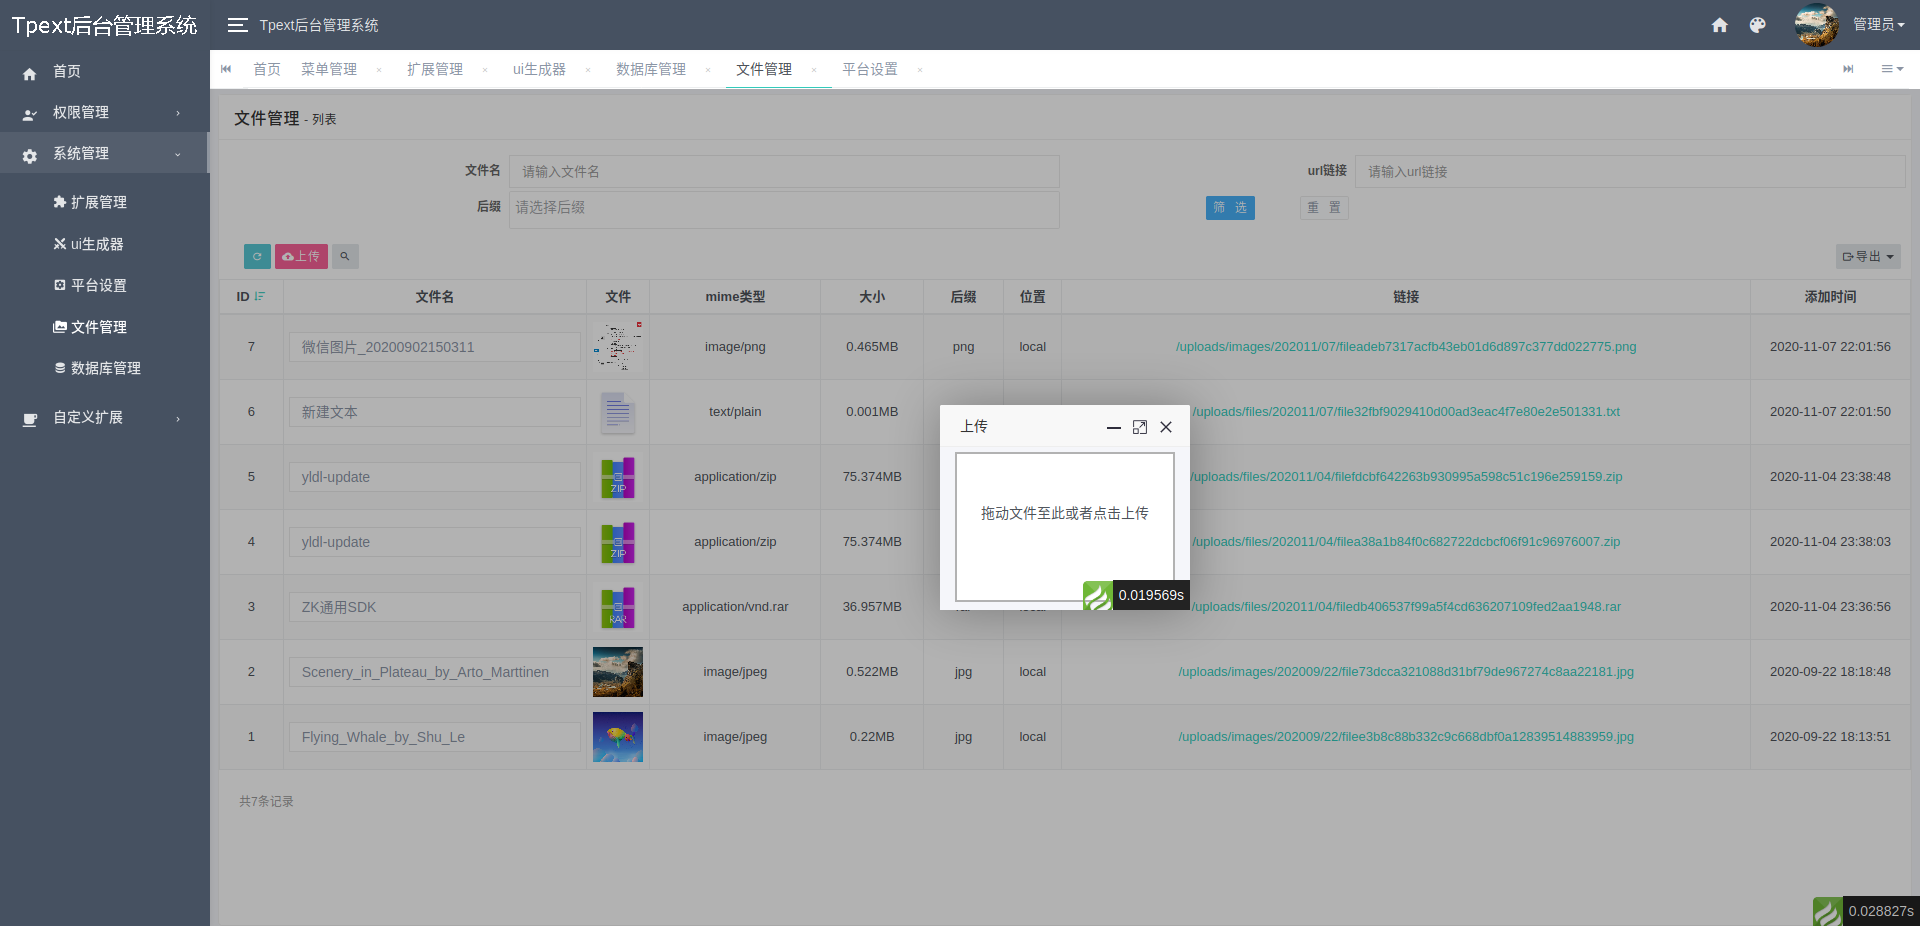 Tpext后台管理系统
Tpext后台管理系统
管理员
首页
权限管理
系统管理
扩展管理
ui生成器
平台设置
文件管理
数据库管理
自定义扩展
首页 菜单管理 × 扩展管理 × ui生成器 × 数据库管理 × 文件管理 × 平台设置 ×
文件管理 - 列表
文件名 请输入文件名 url链接 请输入url链接
后缀 请选择后缀 筛 选 重 置
上传 导出
ID 文件名 文件 mime类型 大小 后缀 位置 链接 添加时间
7 微信图片_20200902150311 image/png 0.465MB png local /uploads/images/202011/07/fileadeb7317acfb43eb01d6d897c377dd022775.png 2020-11-07 22:01:56
6 新建文本 text/plain 0.001MB /uploads/files/202011/07/file32fbf9029410d00ad3eac4f7e80e2e501331.txt 2020-11-07 22:01:50
5 yldl-update ZIP application/zip 75.374MB /uploads/files/202011/04/filefdcbf642263b930995a598c51c196e259159.zip 2020-11-04 23:38:48
4 yldl-update ZIP application/zip 75.374MB /uploads/files/202011/04/filea38a1b84f0c682722dcbcf06f91c96976007.zip 2020-11-04 23:38:03
3 ZK通用SDK RAR application/vnd.rar 36.957MB /uploads/files/202011/04/filedb406537f99a5f4cd636207109fed2aa1948.rar 2020-11-04 23:36:56
2 Scenery_in_Plateau_by_Arto_Marttinen image/jpeg 0.522MB jpg local /uploads/images/202009/22/file73dcca321088d31bf79de967274c8aa22181.jpg 2020-09-22 18:18:48
1 Flying_Whale_by_Shu_Le image/jpeg 0.22MB jpg local /uploads/images/202009/22/filee3b8c88b332c9c668dbf0a12839514883959.jpg 2020-09-22 18:13:51
共7条记录
上传
拖动文件至此或者点击上传
0.019569s
0.028827s